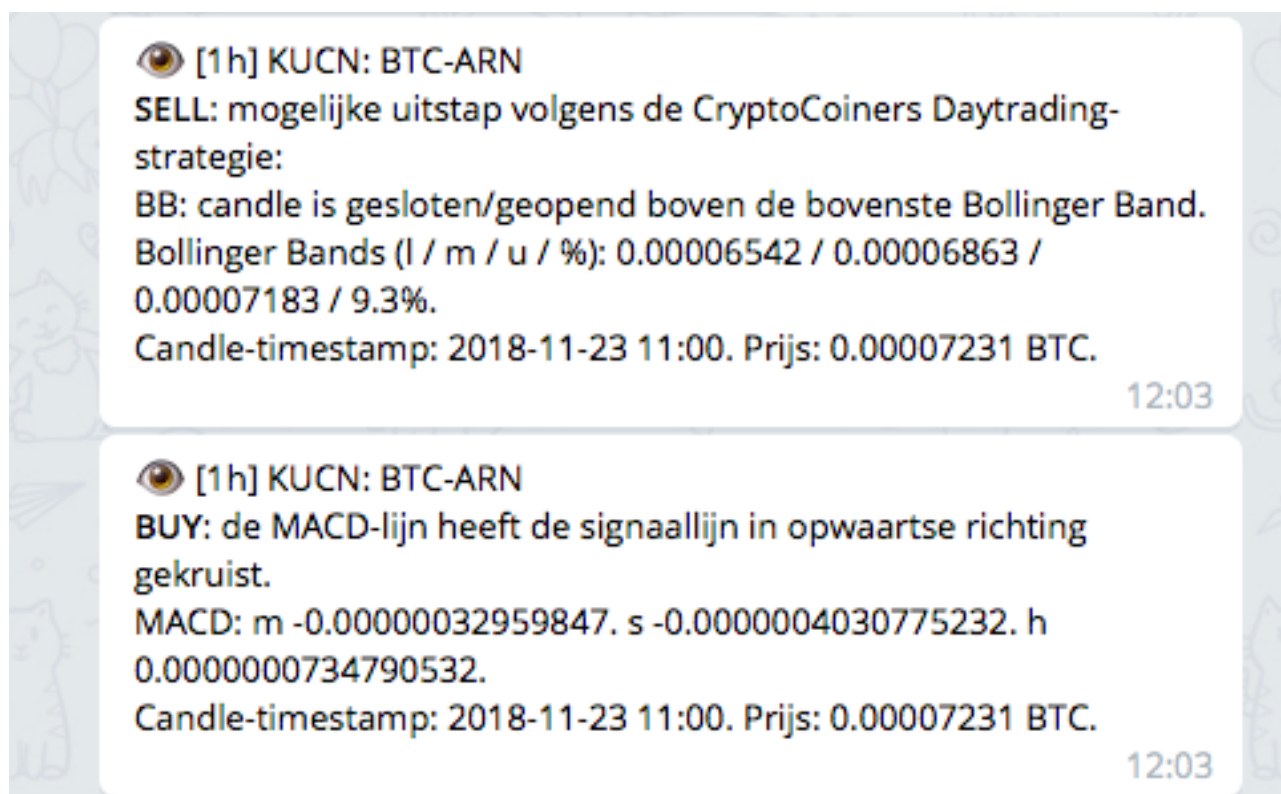 👁 [1h] KUCN: BTC-ARN
SELL: mogelijke uitstap volgens de CryptoCoiners Daytrading-
strategie:
BB: candle is gesloten/geopend boven de bovenste Bollinger Band.
Bollinger Bands (l / m / u / %): 0.00006542 / 0.00006863 /
0.00007183 / 9.3%.
Candle-timestamp: 2018-11-23 11:00. Prijs: 0.00007231 BTC.
12:03
👁 [1h] KUCN: BTC-ARN
BUY: de MACD-lijn heeft de signaallijn in opwaartse richting
gekruist.
MACD: m -0.00000032959847. s -0.0000004030775232. h
0.0000000734790532.
Candle-timestamp: 2018-11-23 11:00. Prijs: 0.00007231 BTC.
12:03